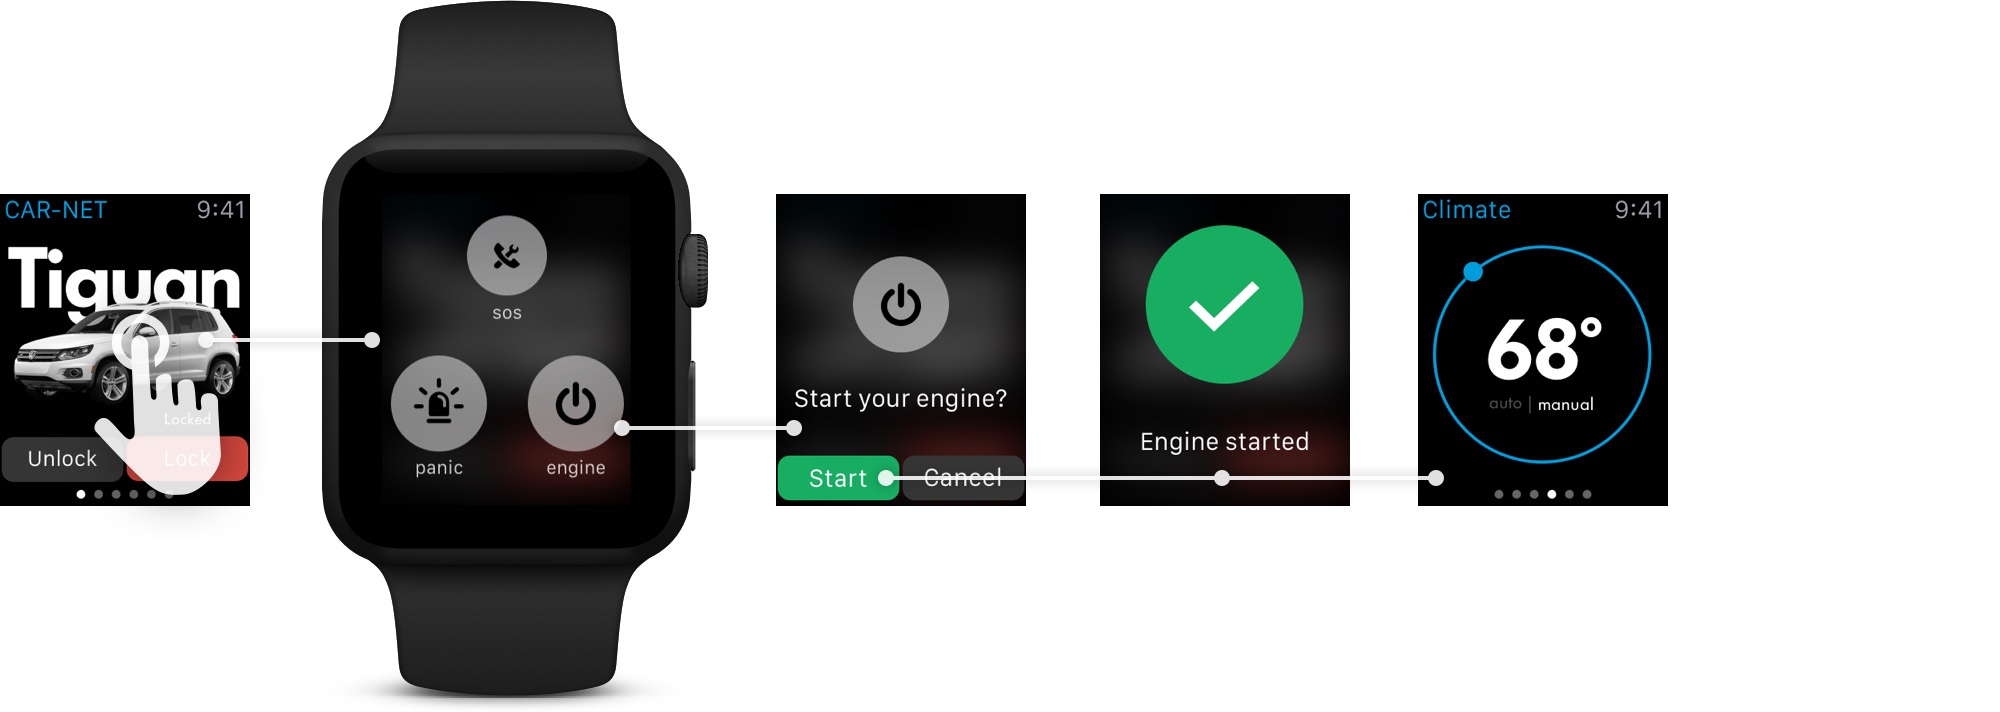 CAR-NET 9:41
Tiguan
Locked
Unlock Lock
sos
panic engine
Start your engine?
Start Cancel
Engine started
Climate 9:41
68°
auto | manual